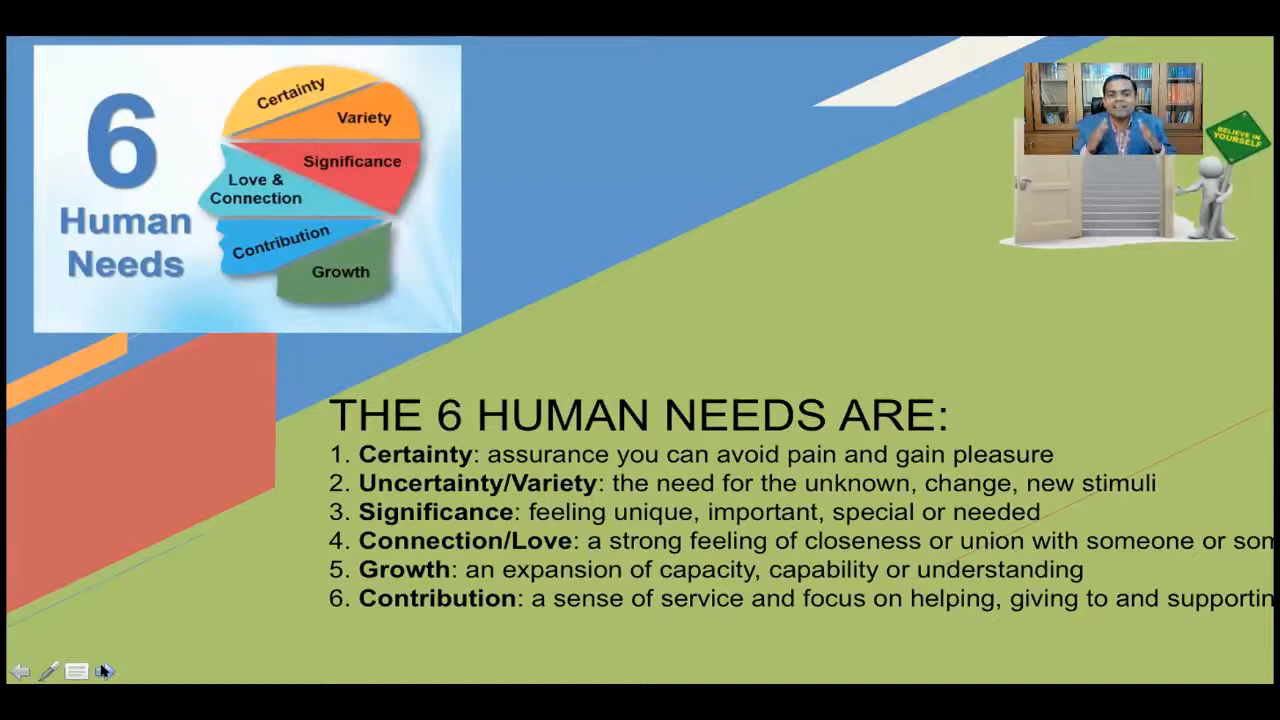 6
Human
Needs
Certainty
Variety
Significance
Love &
Connection
Contribution
Growth
BELIEVE IN
YOURSELF
THE 6 HUMAN NEEDS ARE:
1. Certainty: assurance you can avoid pain and gain pleasure
2. Uncertainty/Variety: the need for the unknown, change, new stimuli
3. Significance: feeling unique, important, special or needed
4. Connection/Love: a strong feeling of closeness or union with someone or som
5. Growth: an expansion of capacity, capability or understanding
6. Contribution: a sense of service and focus on helping, giving to and supportin